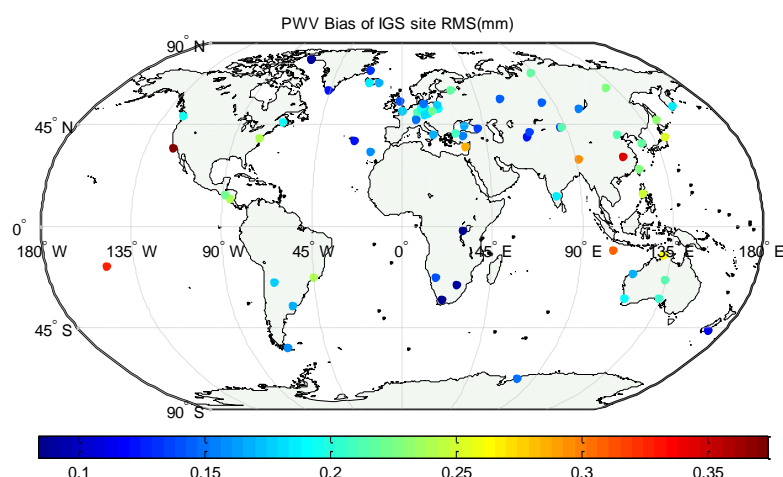 PWV Bias of IGS site RMS(mm)
90° N
45° N
0°
180° W 135° W 90° W 45° W 0° 45° E 90° E 135° E 180° E
45° S
90° S
0.1 0.15 0.2 0.25 0.3 0.35